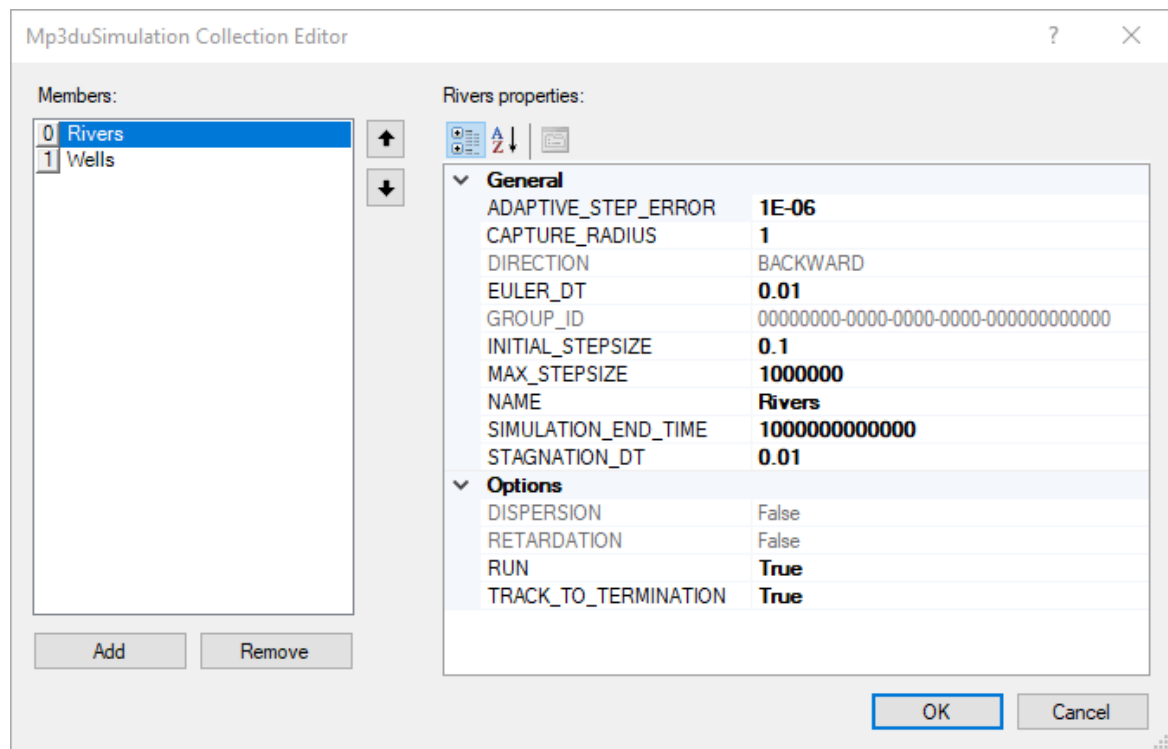 Mp3duSimulation Collection Editor
?
Members:
0 Rivers
1 Wells
Add
Remove
Rivers properties:
A
Z
General
ADAPTIVE_STEP_ERROR 1E-06
CAPTURE_RADIUS 1
DIRECTION BACKWARD
EULER_DT 0.01
GROUP_ID 00000000-0000-0000-0000-000000000000
INITIAL_STEPSIZE 0.1
MAX_STEPSIZE 1000000
NAME Rivers
SIMULATION_END_TIME 1000000000000
STAGNATION_DT 0.01
Options
DISPERSION False
RETARDATION False
RUN True
TRACK_TO_TERMINATION True
OK
Cancel